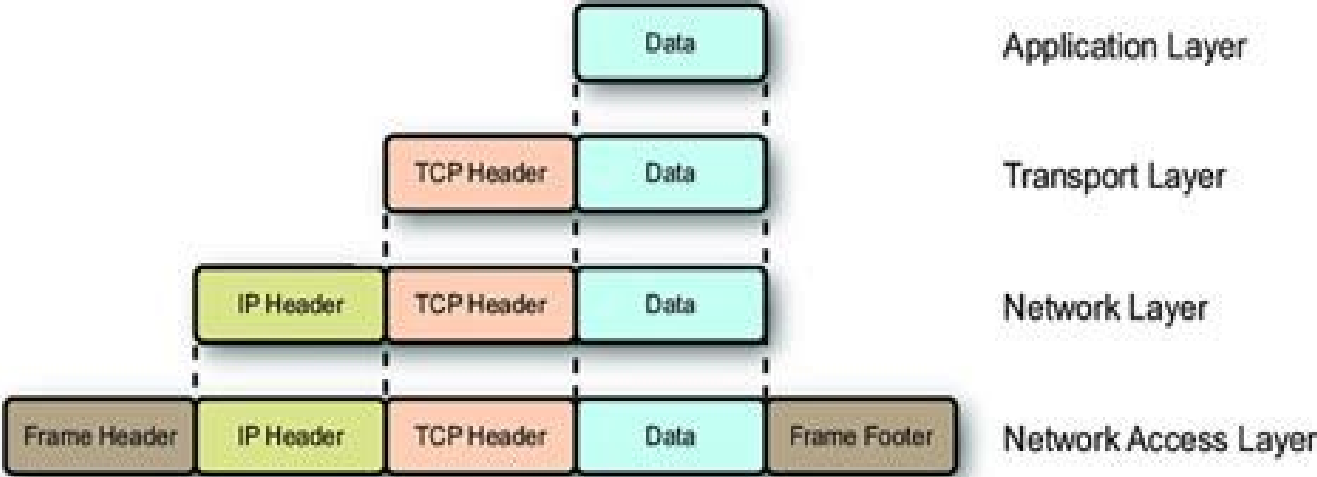 Data Application Layer
TCP Header Data Transport Layer
IP Header TCP Header Data Network Layer
Frame Header IP Header TCP Header Data Frame Footer Network Access Layer